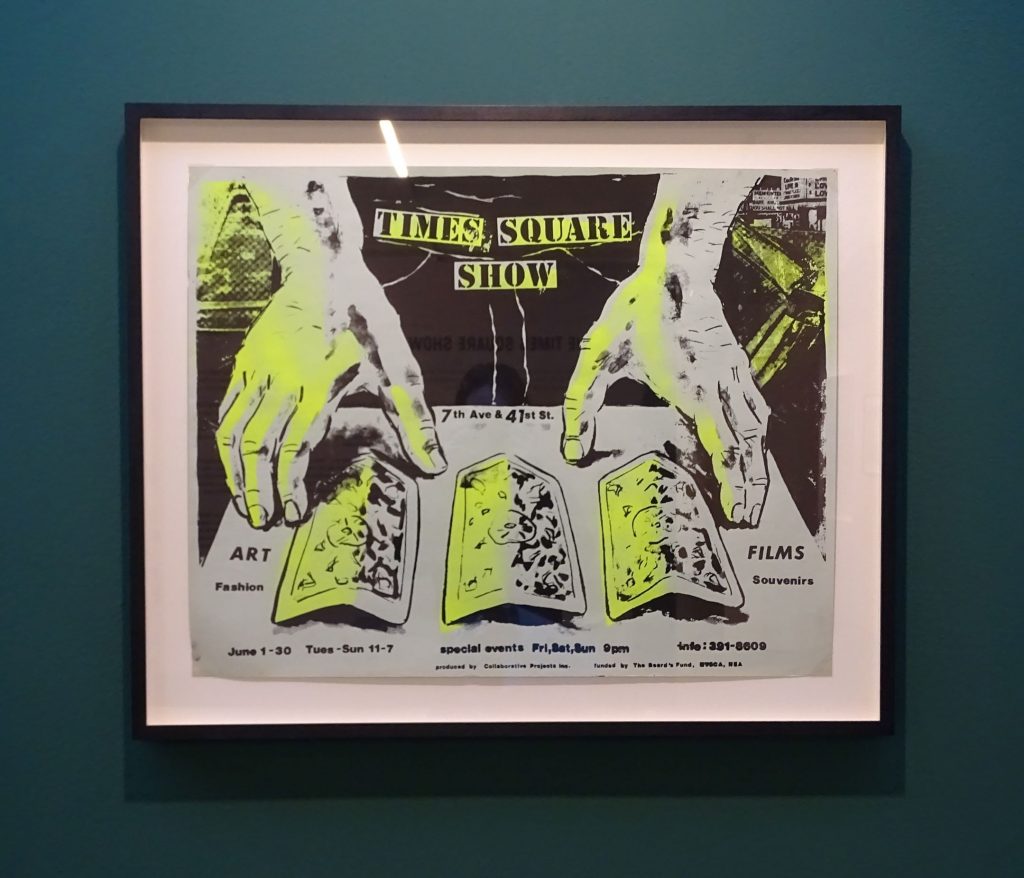 TIMES SQUARE
SHOW
7th Ave & 41st St.
ART
FILMS
Fashion
Souvenirs
June 1-30 Tues-Sun 11-7
special events Fri,Sat,Sun 9pm
info: 391-8609
produced by Collaborative Projects Inc.
funded by The Beard's Fund, NYSCA, NEA